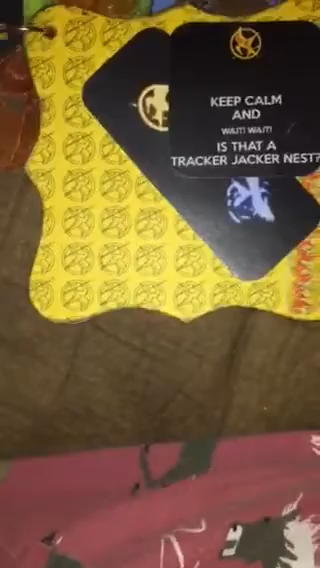 KEEP CALM
AND
WAIT! WAIT!
IS THAT A
TRACKER JACKER NEST?